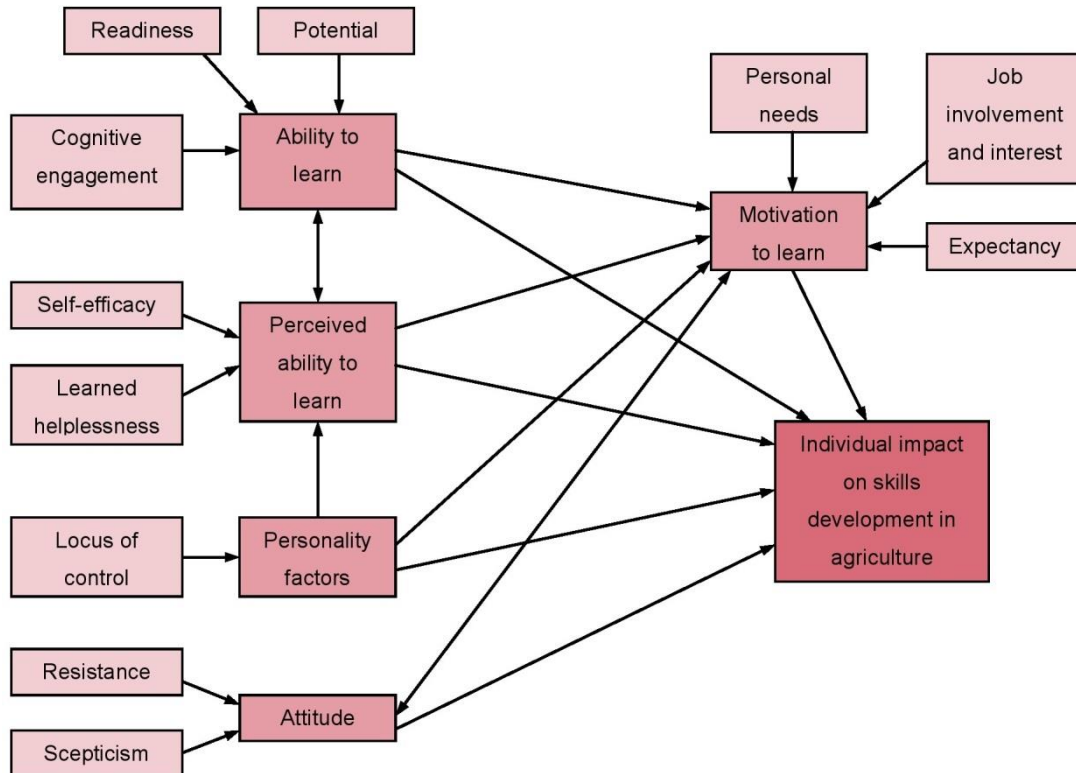 Readiness
Potential
Personal
needs
Job
involvement
and interest
Cognitive
engagement
Ability to
learn
Motivation
to learn
Expectancy
Self-efficacy
Perceived
ability to
learn
Learned
helplessness
Individual impact
on skills
development in
agriculture
Locus of
control
Personality
factors
Resistance
Attitude
Scepticism